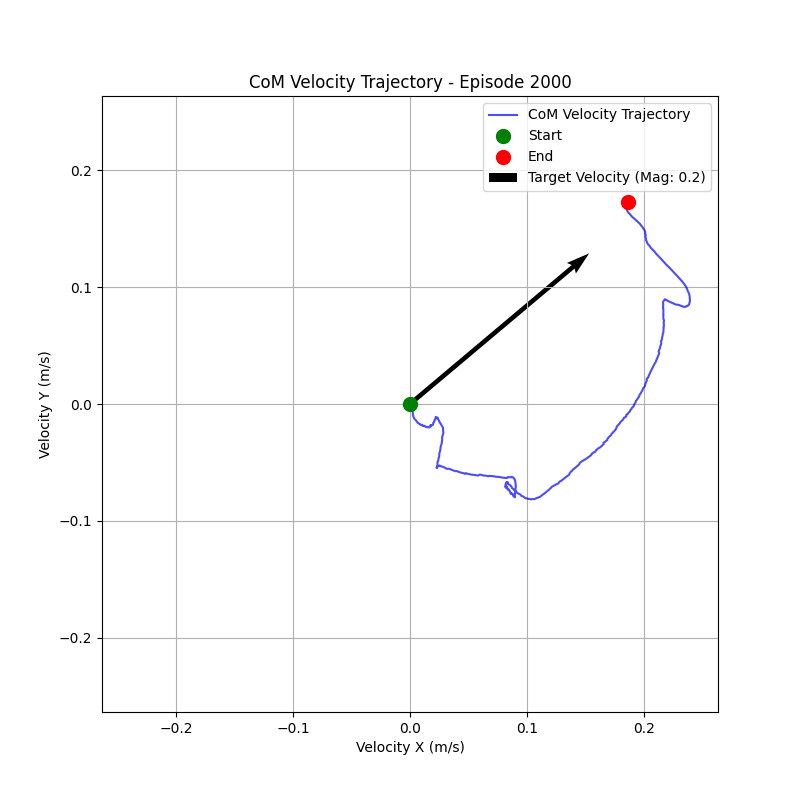 CoM Velocity Trajectory - Episode 2000
CoM Velocity Trajectory
Start
End
Target Velocity (Mag: 0.2)
Velocity Y (m/s)
0.2
0.1
0.0
−0.1
−0.2
−0.2
−0.1
0.0
0.1
0.2
Velocity X (m/s)